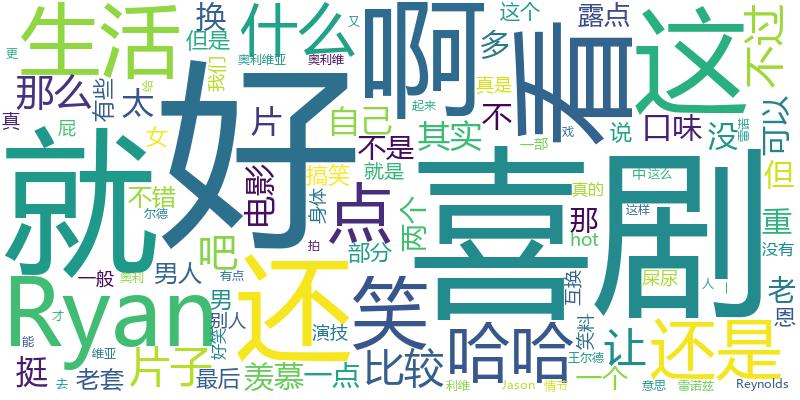 生活
换
什么
啊
看
这个
露点
这
不过
但是
奥利维亚
奥利维
又
多
更
我们
那么
有些
太
真
屁
女
片
自己
不是
其实
不
真是
说
口味
没
可以
就
好
喜剧
搞笑
就是
起来
戏
一部
但
不错
尔德
电影
身体
点
两个
那
hot
真的
中
这么
这样
重
没有
吧
部分
拍
Ryan
还
笑
一般
奥利
男人
有点
互换
屎尿
人
老
恩
才
男
别人
好笑
演技
哈哈
笑料
让
还是
能
挺
维亚
去
老套
片子
最后
羡慕
一点
比较
利维
Jason
情节
一个
王尔德
意思
雷诺兹
Reynolds